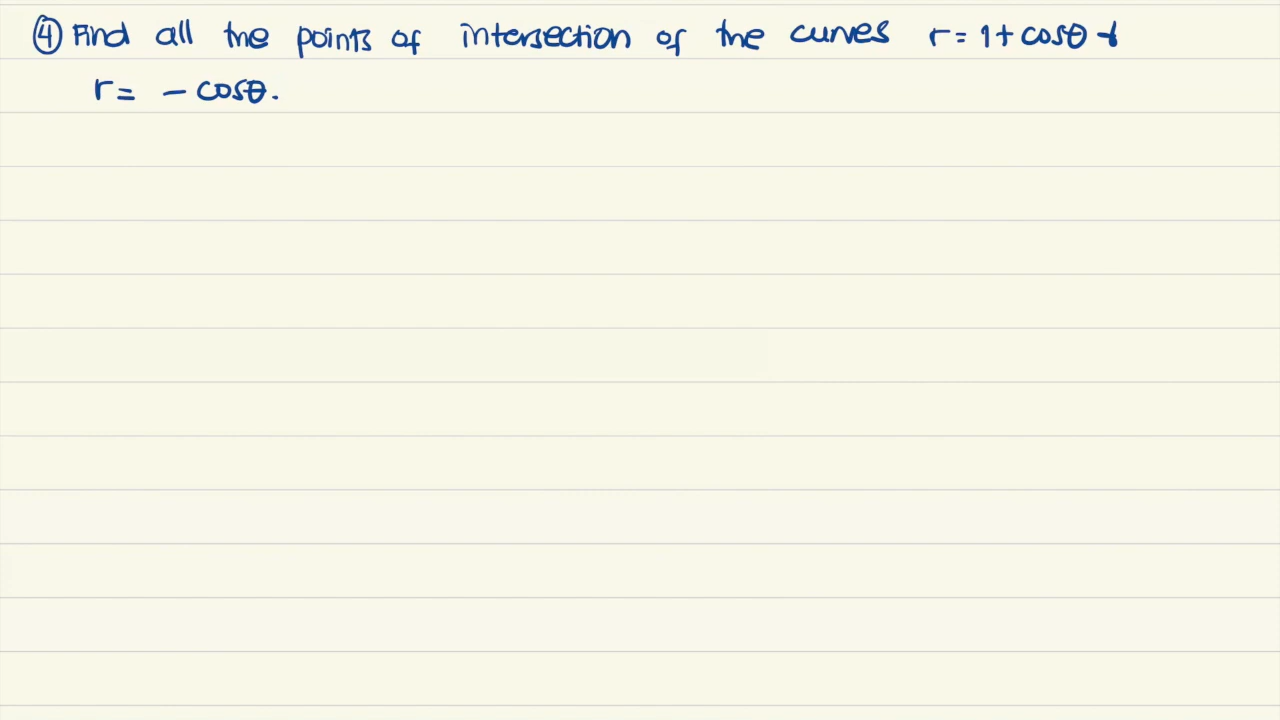 ④ Find all the points of intersection of the curves r = 1 + cosθ &
r = - cosθ.